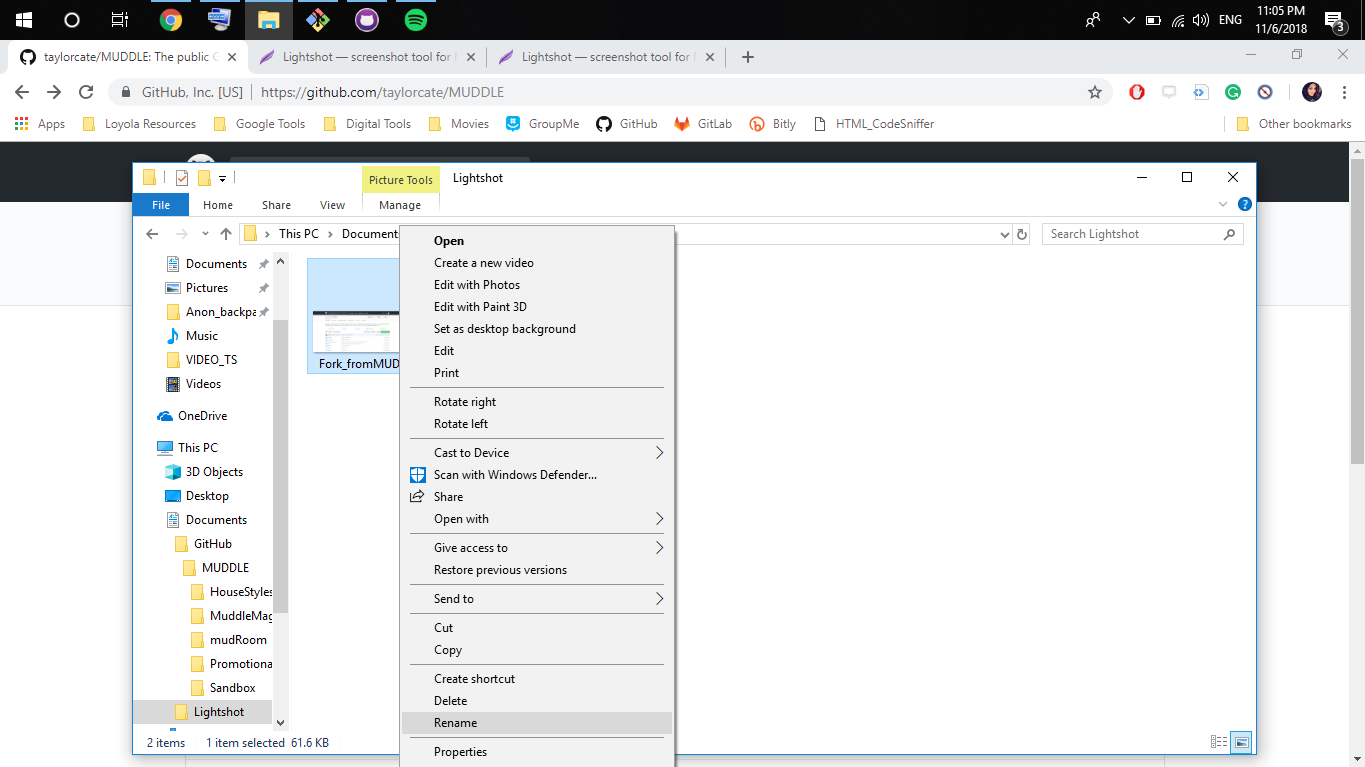 ENG
11:05 PM
11/6/2018
3
taylorcate/MUDDLE: The public G
Lightshot — screenshot tool for
Lightshot — screenshot tool for
GitHub, Inc. [US] | https://github.com/taylorcate/MUDDLE
Apps Loyola Resources Google Tools Digital Tools Movies GroupMe GitHub GitLab Bitly HTML_CodeSniffer Other bookmarks
Picture Tools Lightshot
File Home Share View Manage
This PC > Document
Search Lightshot
Documents
Pictures
Anon_backpa
Music
VIDEO_TS
Videos
OneDrive
This PC
3D Objects
Desktop
Documents
GitHub
MUDDLE
HouseStyles
MuddleMag
mudRoom
Promotiona
Sandbox
Lightshot
Fork_fromMUD
Open
Create a new video
Edit with Photos
Edit with Paint 3D
Set as desktop background
Edit
Print
Rotate right
Rotate left
Cast to Device
Scan with Windows Defender...
Share
Open with
Give access to
Restore previous versions
Send to
Cut
Copy
Create shortcut
Delete
Rename
Properties
2 items 1 item selected 61.6 KB